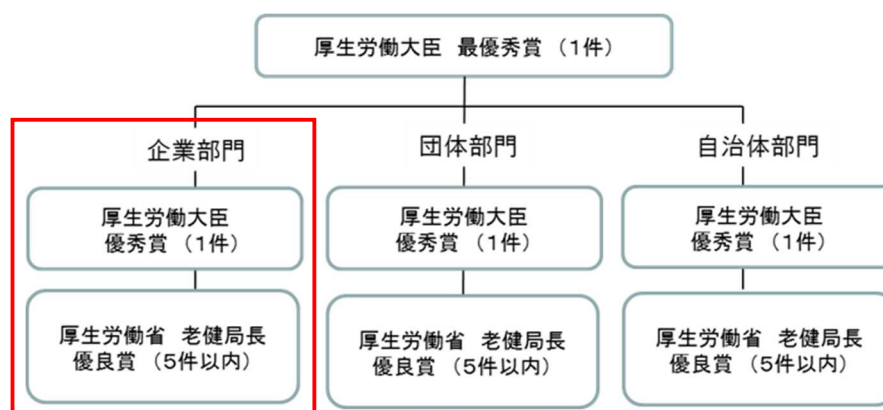 厚生労働大臣 最優秀賞 （1件）
企業部門
団体部門
自治体部門
厚生労働大臣
優秀賞 （1件）
厚生労働大臣
優秀賞 （1件）
厚生労働大臣
優秀賞 （1件）
厚生労働省 老健局長
優良賞 （5件以内）
厚生労働省 老健局長
優良賞 （5件以内）
厚生労働省 老健局長
優良賞 （5件以内）